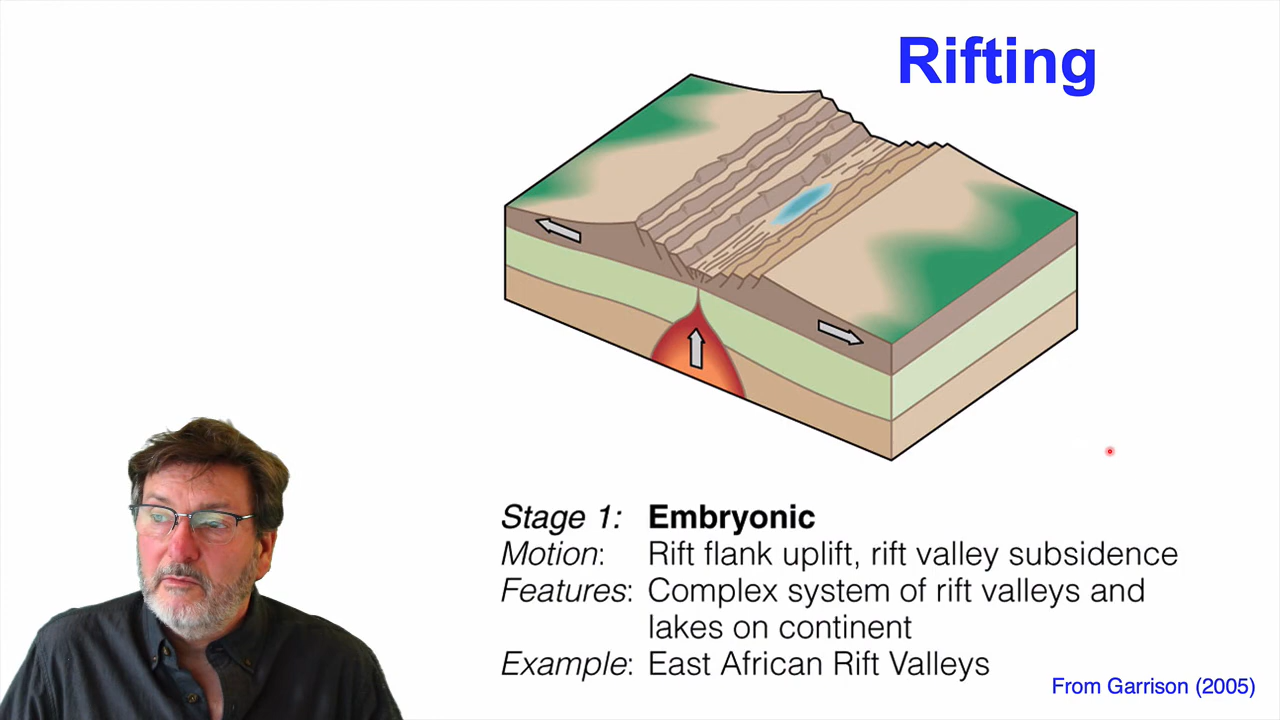 Rifting
Stage 1: Embryonic
Motion: Rift flank uplift, rift valley subsidence
Features: Complex system of rift valleys and
lakes on continent
Example: East African Rift Valleys
From Garrison (2005)